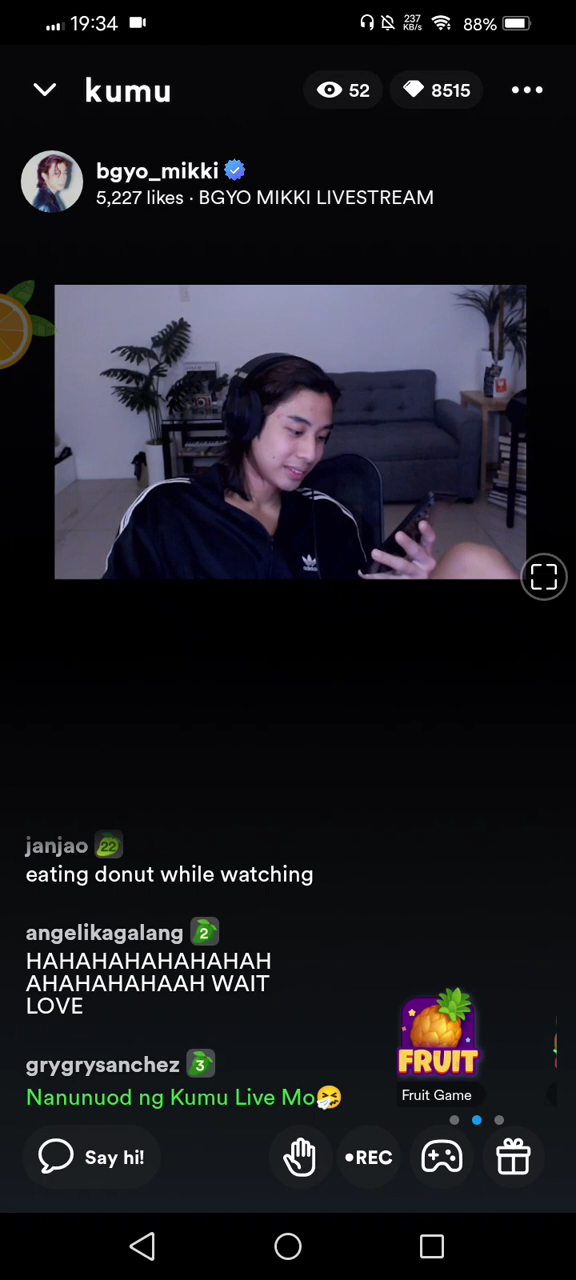 19:34
237
KB/s
88%
kumu
52
8515
bgyo_mikki
5,227 likes · BGYO MIKKI LIVESTREAM
adidas
janjao 22
eating donut while watching
angelikagalang 2
HAHAHAHAHAHAHAH
AHAHAHAHAAH WAIT
LOVE
grygrysanchez 3
Nanunuod ng Kumu Live Mo🤧
FRUIT
Fruit Game
Say hi!
•REC